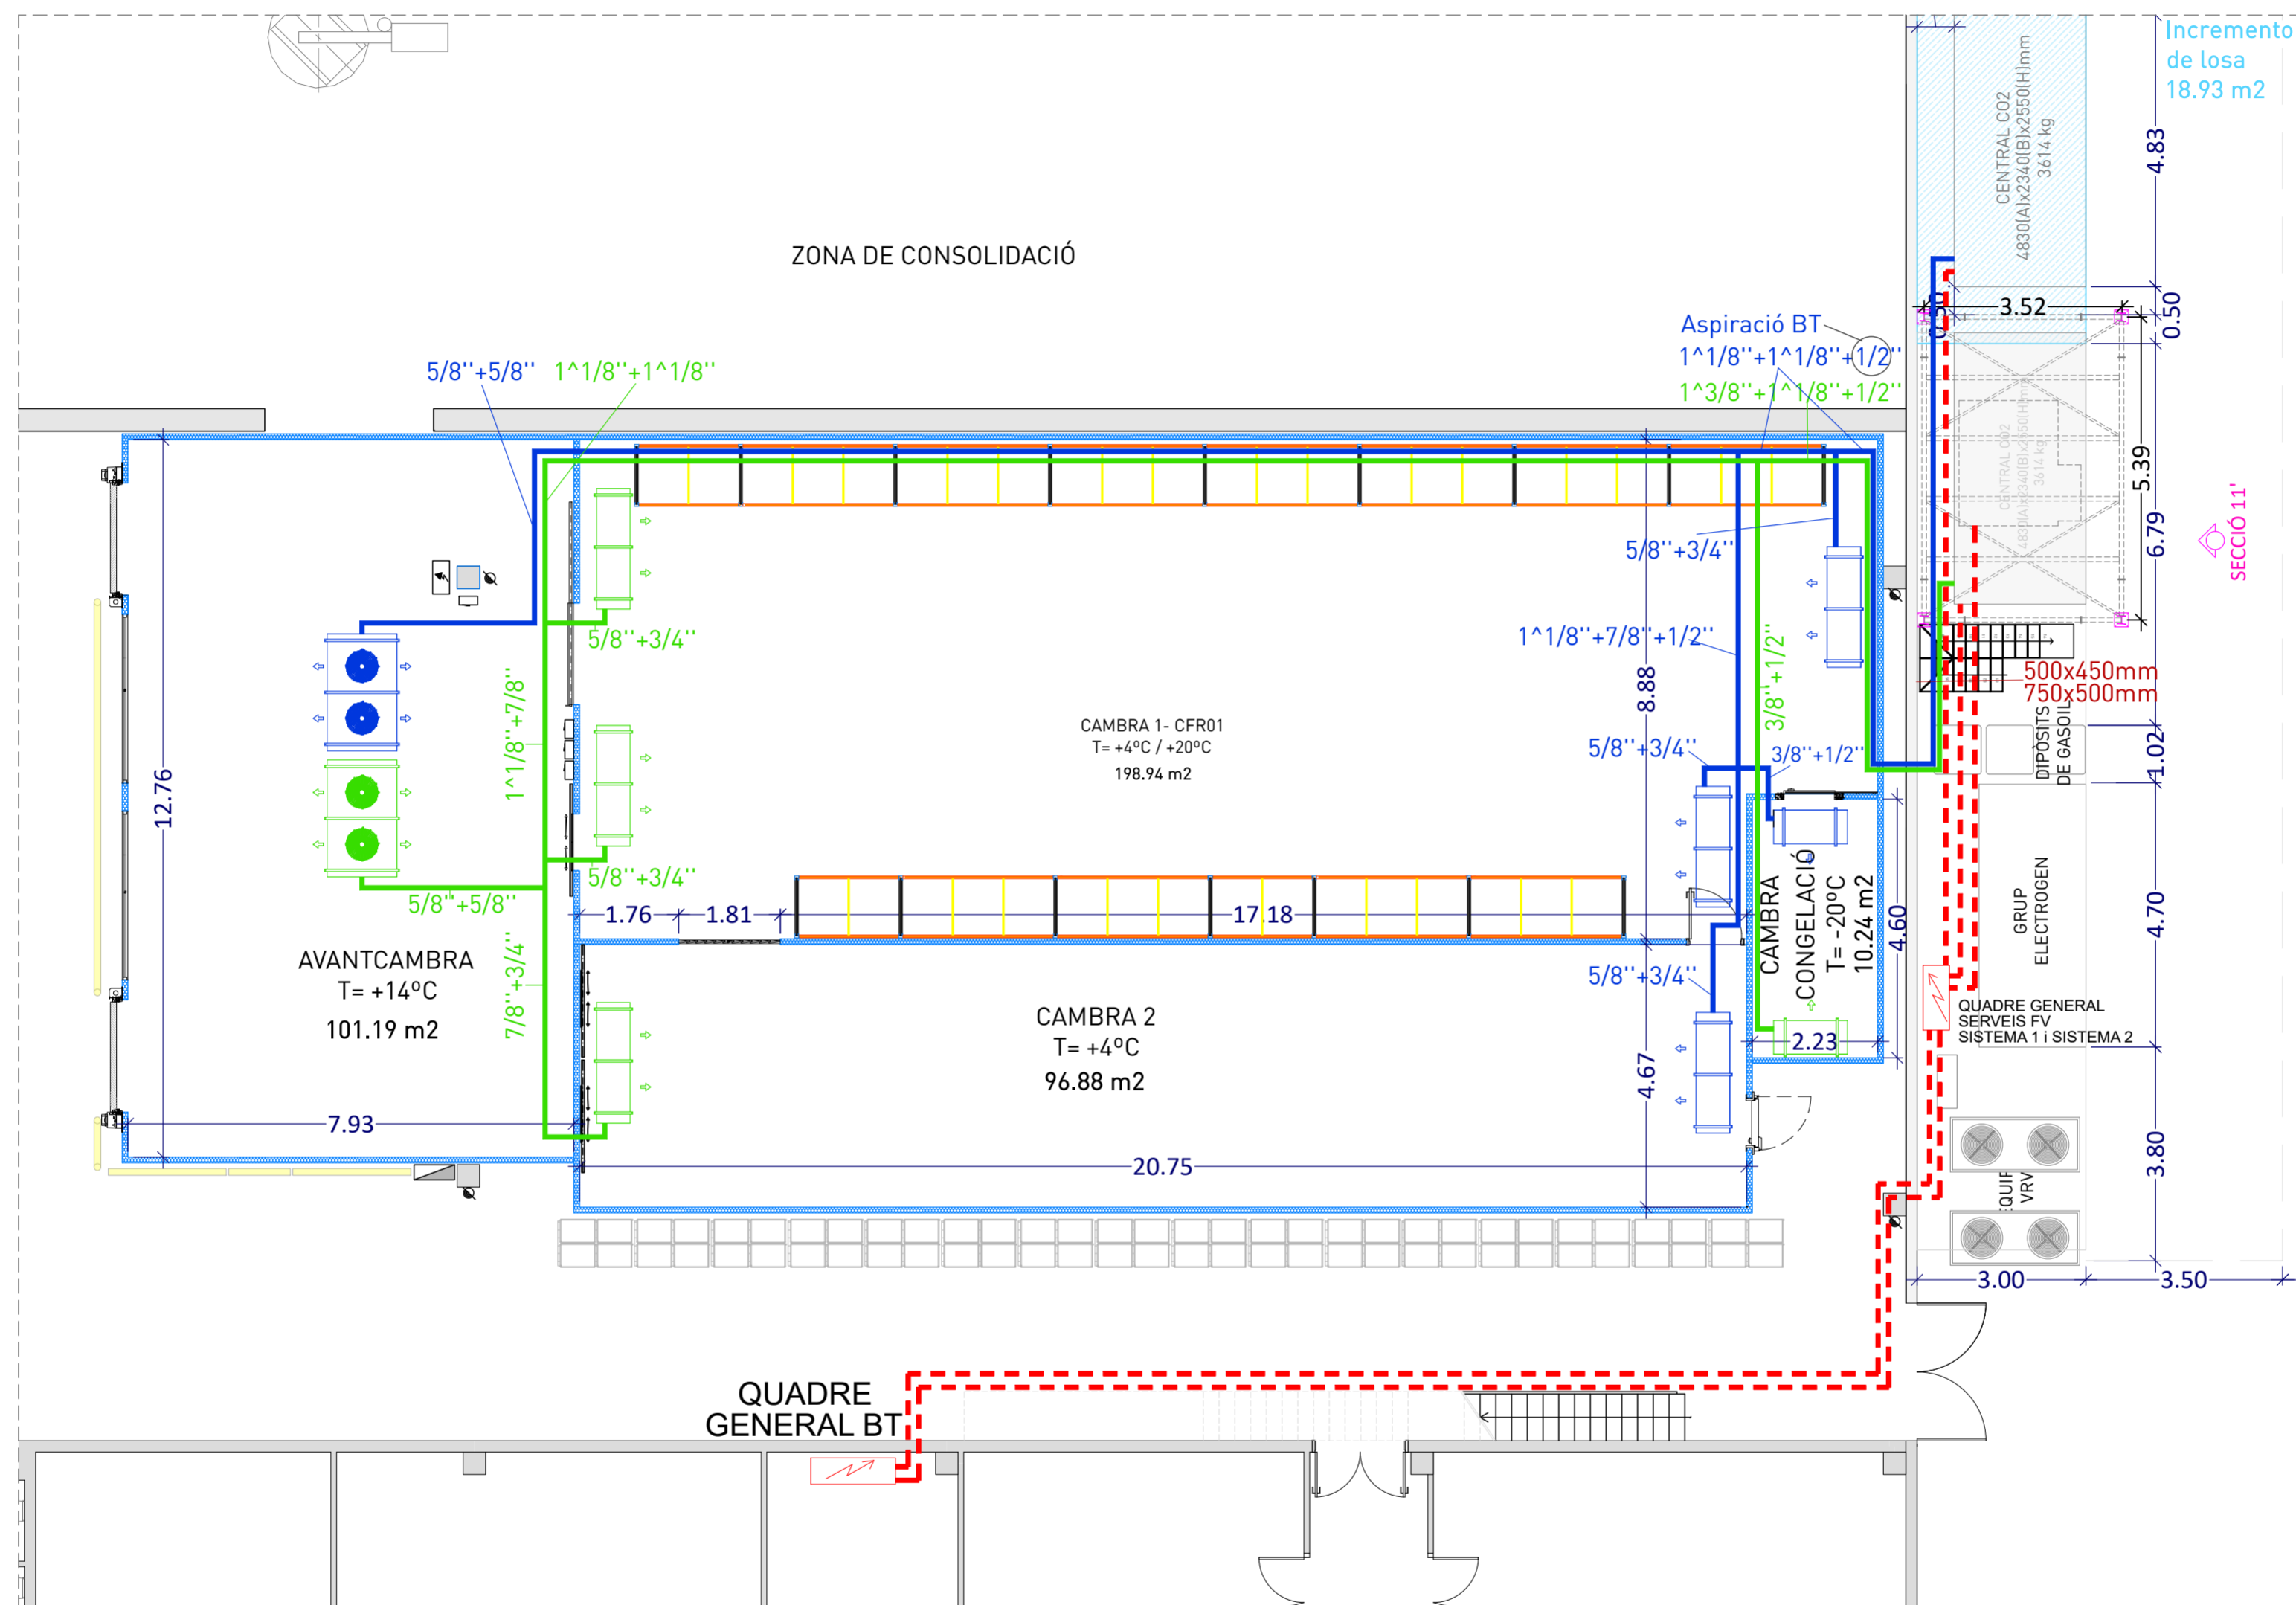 Incremento
de losa
18.93 m2
CENTRAL CO2
4830(A)x2340(B)x2550(H)mm
3614 kg
4.83
ZONA DE CONSOLIDACIÓ
0.50
3.52
0.50
Aspiració BT
1^1/8''+1^1/8''+1/2''
1^3/8''+1^1/8''+1/2''
5/8''+5/8''
1^1/8''+1^1/8''
CENTRAL CO2
4830(A)x2340(B)x2550(H)mm
3614 kg
5.39
6.79
SECCIÓ 11'
5/8''+3/4''
1^1/8''+7/8''+1/2''
5/8''+3/4''
8.88
3/8''+1/2''
500x450mm
750x500mm
1^1/8''+7/8''
CAMBRA 1- CFR01
T= +4ºC / +20ºC
198.94 m2
5/8''+3/4''
3/8''+1/2''
DIPÒSITS
DE GASOIL
1.02
12.76
5/8''+3/4''
5/8''+5/8''
1.76
1.81
17.18
CAMBRA
CONGELACIÓ
T= -20ºC
10.24 m2
4.60
GRUP
ELECTROGEN
4.70
AVANTCAMBRA
T= +14ºC
101.19 m2
7/8''+3/4''
5/8''+3/4''
CAMBRA 2
T= +4ºC
96.88 m2
4.67
2.23
QUADRE GENERAL
SERVEIS FV
SISTEMA 1 i SISTEMA 2
7.93
20.75
3.80
VRV
3.00
3.50
QUADRE
GENERAL BT